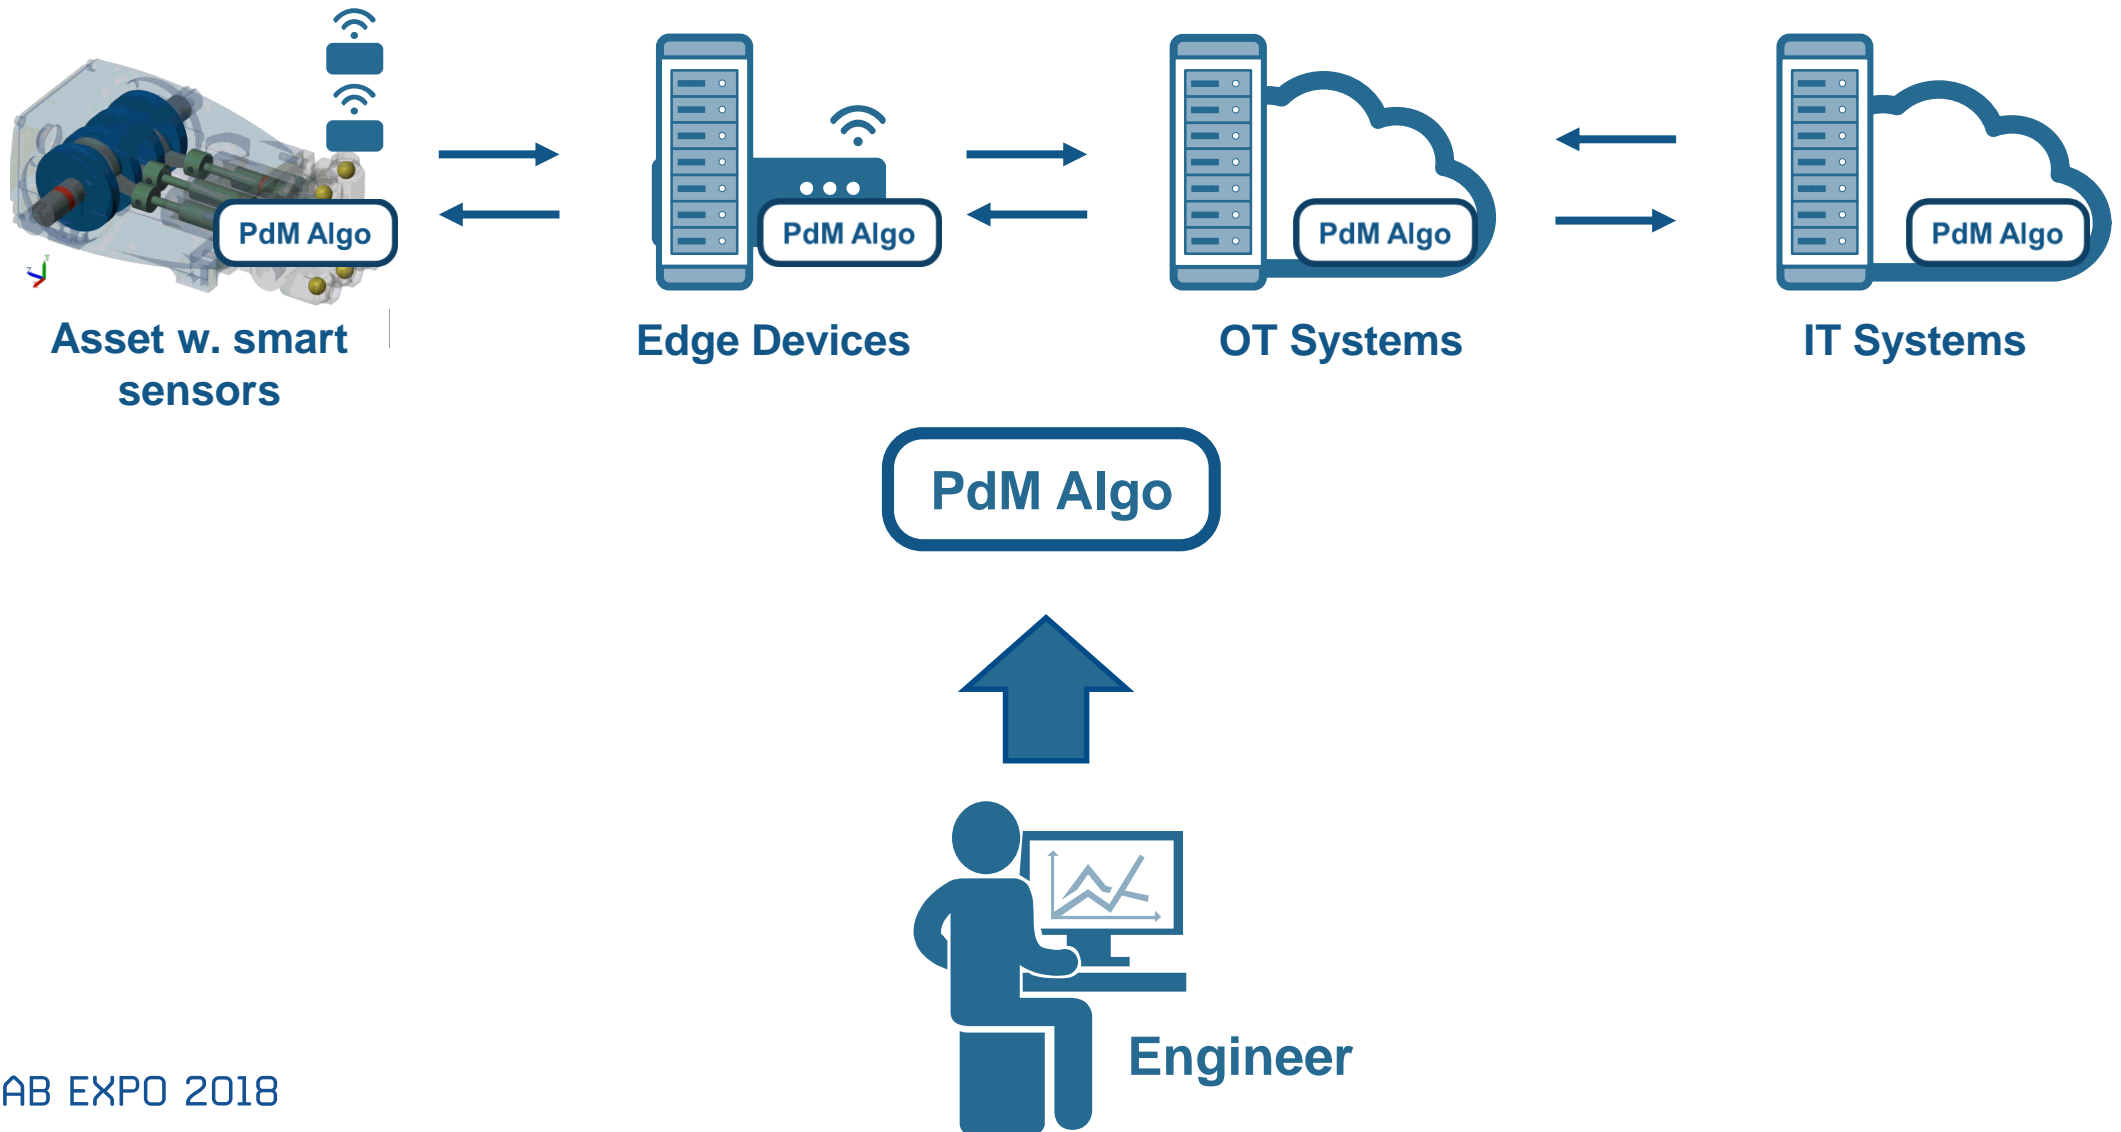 PdM Algo
PdM Algo
PdM Algo
PdM Algo
Asset w. smart
sensors
Edge Devices
OT Systems
IT Systems
PdM Algo
Engineer
AB EXPO 2018